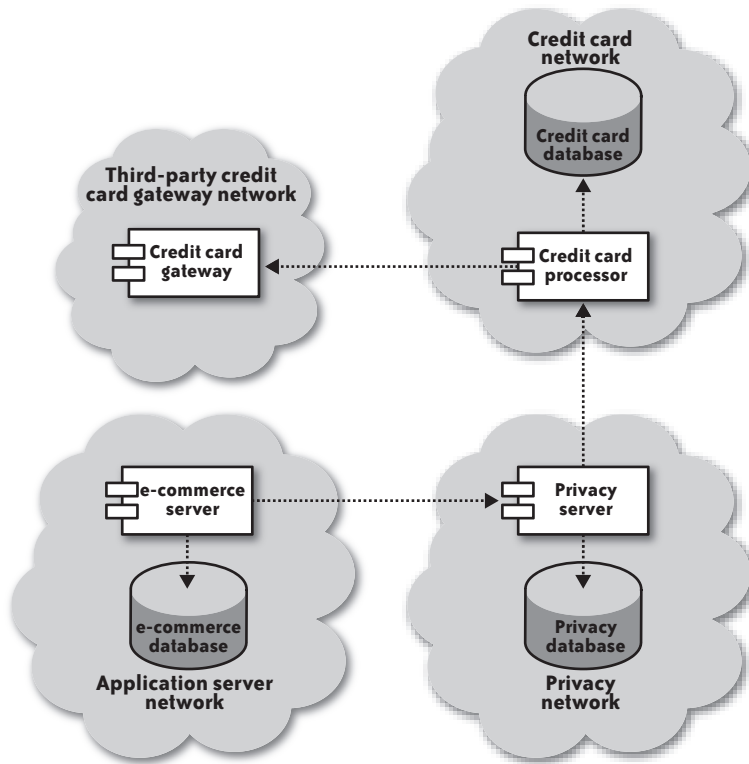 Credit card
network
Credit card
database
Third-party credit
card gateway network
Credit card
gateway
Credit card
processor
e-commerce
server
Privacy
server
e-commerce
database
Privacy
database
Application server
network
Privacy
network